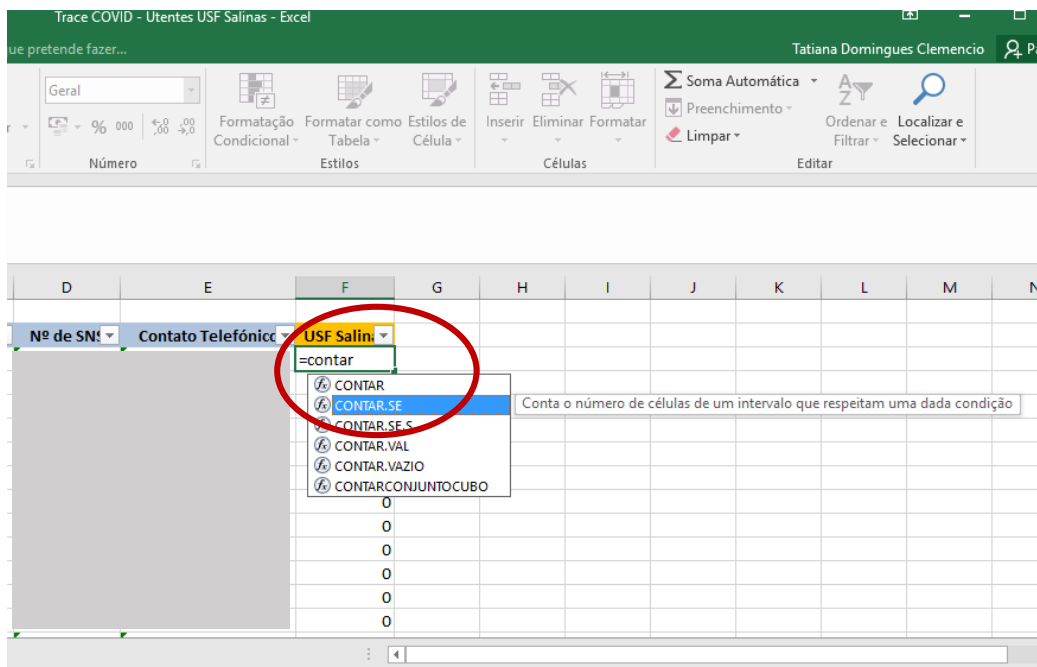 Trace COVID - Utentes USF Salinas - Excel
ue pretende fazer...
Tatiana Domingues Clemencio
Geral
Soma Automática
Preenchimento
Limpar
Formatação Condicional
Formatar como Tabela
Estilos de Célula
Inserir
Eliminar
Formatar
Ordenar e Filtrar
Localizar e Selecionar
% 000
,00
Número
Estilos
Células
Editar
D E F G H I J K L M N
Nº de SNS
Contato Telefónico
USF Salina
=contar
CONTAR
CONTAR.SE
Conta o número de células de um intervalo que respeitam uma dada condição
CONTAR.SE.S
CONTAR.VAL
CONTAR.VAZIO
CONTARCONJUNTOCUBO
0
0
0
0
0
0